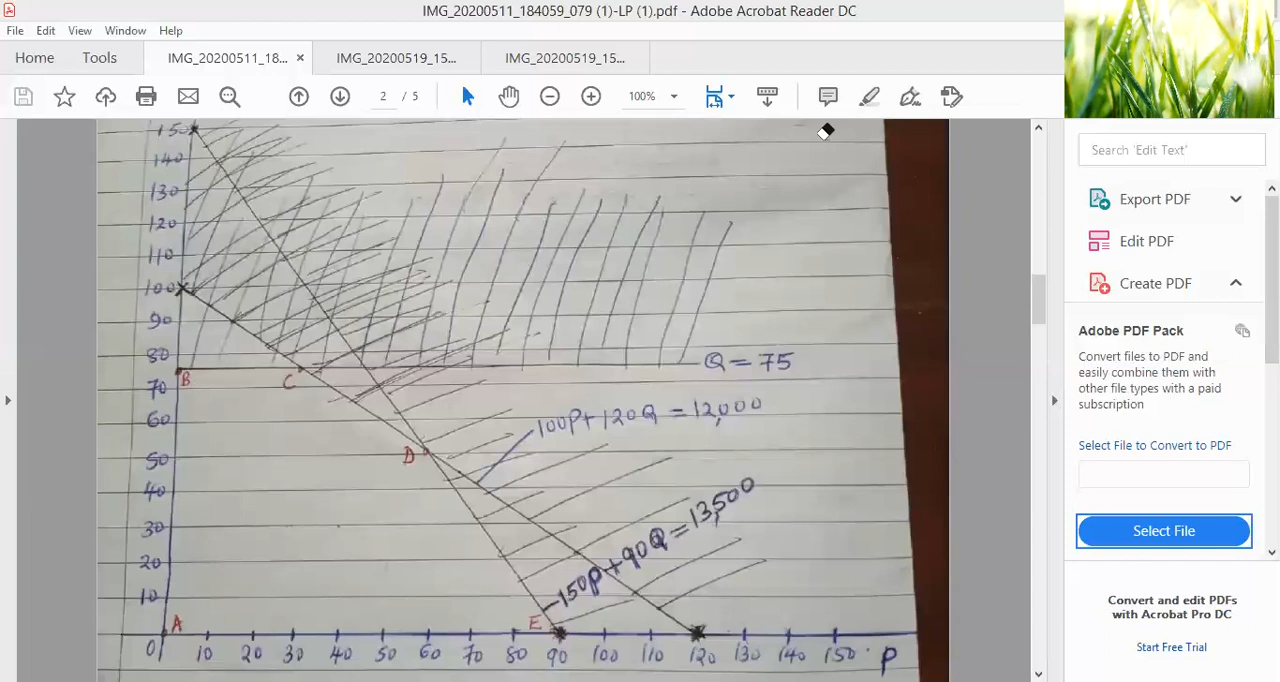 IMG_20200511_184059_079 (1)-LP (1).pdf - Adobe Acrobat Reader DC
File Edit View Window Help
Home Tools IMG_20200511_18... × IMG_20200519_15... IMG_20200519_15...
2 / 5 100%
150
140
130
120
110
100
90
80
70
60
50
40
30
20
10
B
C
Q = 75
100P+120Q = 12,000
D
150P+90Q = 13,500
A
E
0 10 20 30 40 50 60 70 80 90 100 110 120 130 140 150 P
Search 'Edit Text'
Export PDF
Edit PDF
Create PDF
Adobe PDF Pack
Convert files to PDF and
easily combine them with
other file types with a paid
subscription
Select File to Convert to PDF
Select File
Convert and edit PDFs
with Acrobat Pro DC
Start Free Trial